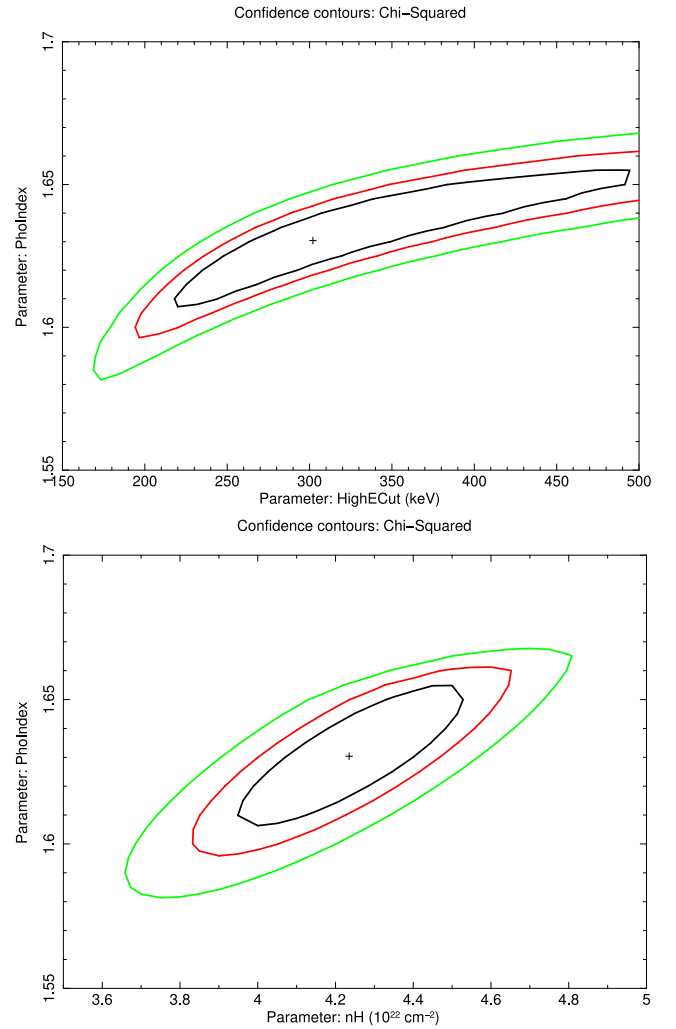 Confidence contours: Chi−Squared
Parameter: PhoIndex
1.7
1.65
1.6
1.55
150 200 250 300 350 400 450 500
Parameter: HighECut (keV)
Confidence contours: Chi−Squared
Parameter: PhoIndex
1.7
1.65
1.6
1.55
3.6 3.8 4 4.2 4.4 4.6 4.8 5
Parameter: nH (10²² cm⁻²)